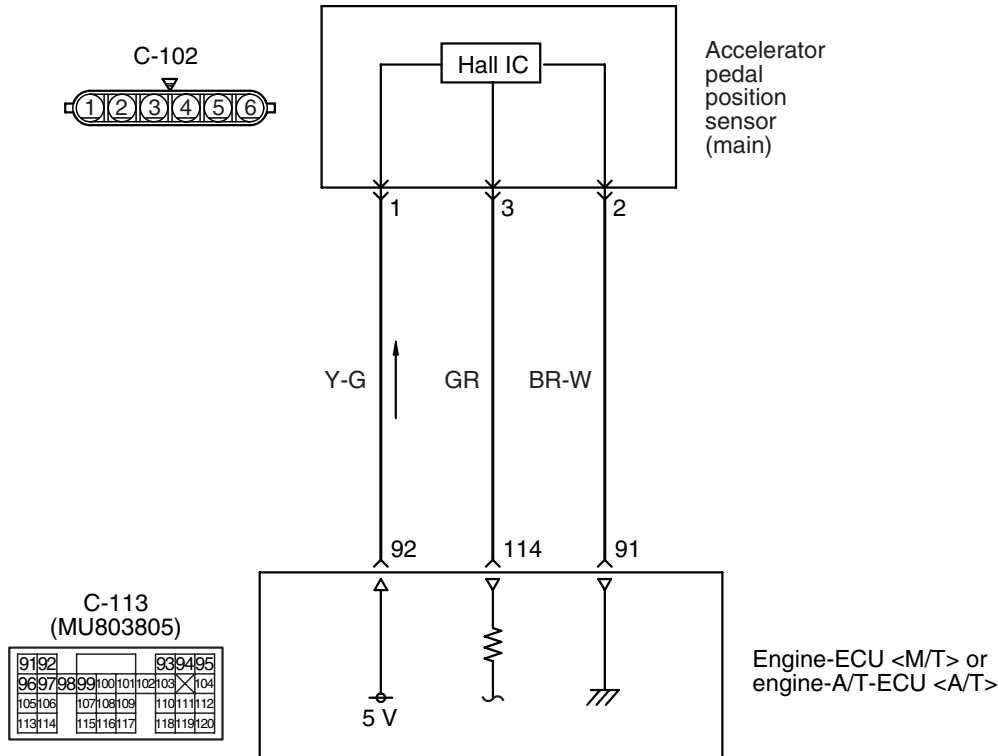 C-102
1 2 3 4 5 6
Hall IC
Accelerator
pedal
position
sensor
(main)
1 3 2
Y-G GR BR-W
92 114 91
5 V
C-113
(MU803805)
91 92 93 94 95
96 97 98 99 100 101 102 103 104
105 106 107 108 109 110 111 112
113 114 115 116 117 118 119 120
Engine-ECU <M/T> or
engine-A/T-ECU <A/T>